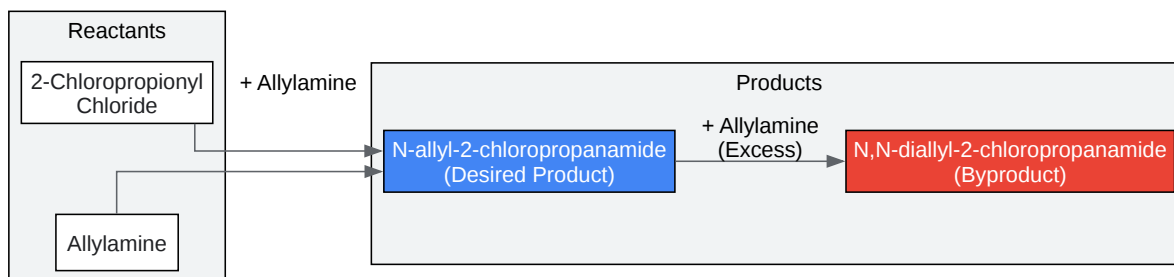 Reactants
2-Chloropropionyl
Chloride
+ Allylamine
Allylamine
Products
N-allyl-2-chloropropanamide
(Desired Product)
+ Allylamine
(Excess)
N,N-diallyl-2-chloropropanamide
(Byproduct)